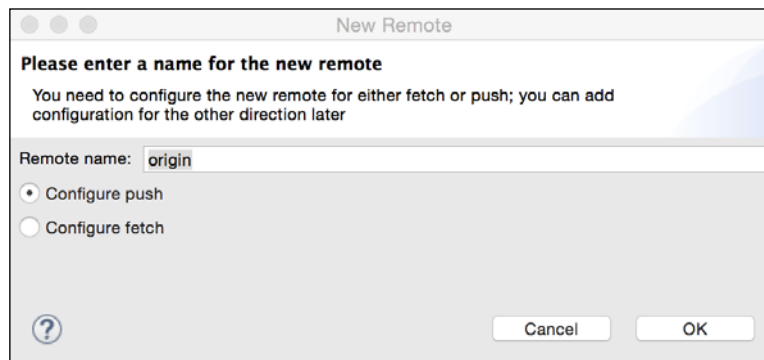 New Remote
Please enter a name for the new remote
You need to configure the new remote for either fetch or push; you can add
configuration for the other direction later
Remote name: origin
Configure push
Configure fetch
? Cancel OK